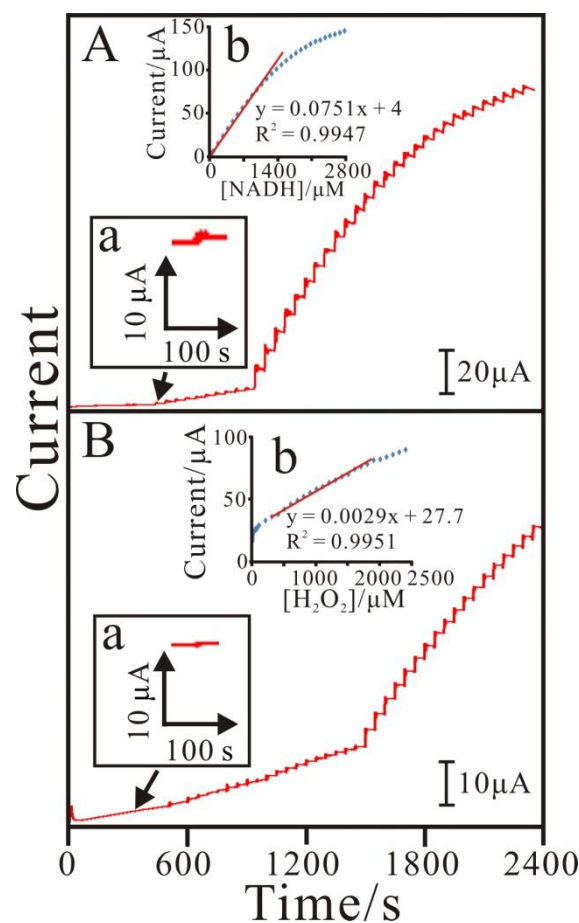 A
b
Current/μA
150
100
50
0
y = 0.0751x + 4
R² = 0.9947
0
1400
2800
[NADH]/μM
a
10 μA
100 s
20μA
Current
B
b
Current/μA
100
50
0
y = 0.0029x + 27.7
R² = 0.9951
0
1000
2000
2500
[H₂O₂]/μM
a
10 μA
100 s
10μA
0
600
1200
1800
2400
Time/s